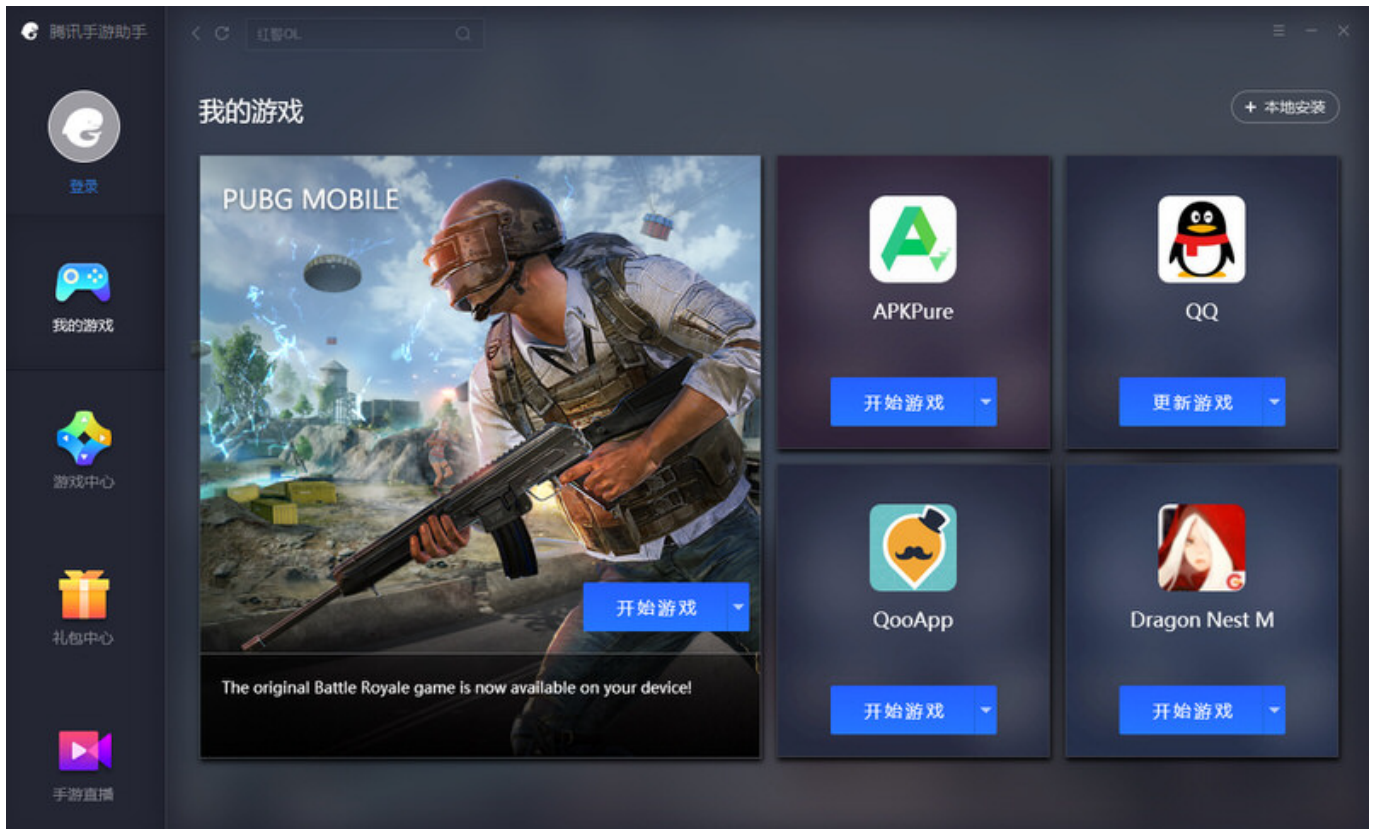 腾讯手游助手
红警OL
登录
我的游戏
游戏中心
礼包中心
手游直播
我的游戏
+ 本地安装
PUBG MOBILE
开始游戏
The original Battle Royale game is now available on your device!
APKPure
开始游戏
QQ
更新游戏
QooApp
开始游戏
Dragon Nest M
开始游戏